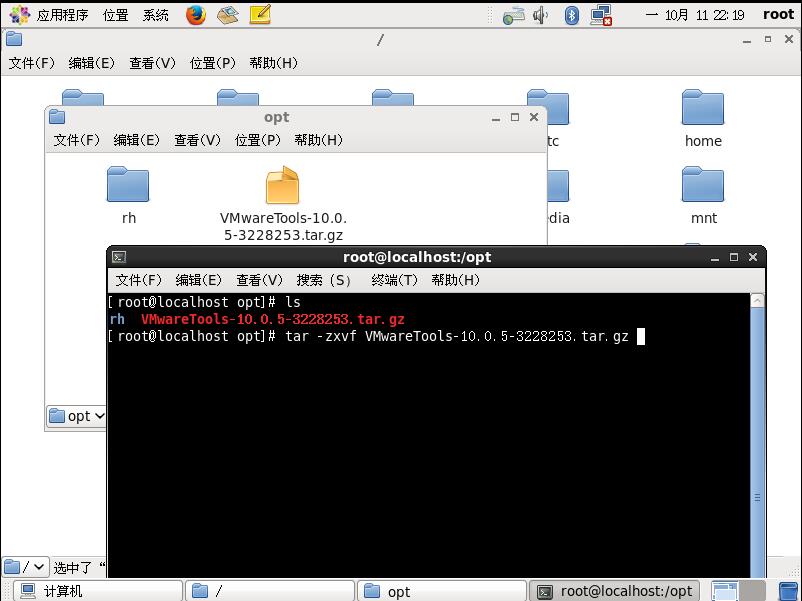 应用程序 位置 系统 一 10月 11 22:19 root
/
文件(F) 编辑(E) 查看(V) 位置(P) 帮助(H)
opt
文件(F) 编辑(E) 查看(V) 位置(P) 帮助(H)
home
rh
VMwareTools-10.0.
5-3228253.tar.gz
mnt
root@localhost:/opt
文件(F) 编辑(E) 查看(V) 搜索 (S) 终端(T) 帮助(H)
[root@localhost opt]# ls
rh VMwareTools-10.0.5-3228253.tar.gz
[root@localhost opt]# tar -zxvf VMwareTools-10.0.5-3228253.tar.gz
opt
/ 选中了“
计算机 / opt root@localhost:/opt